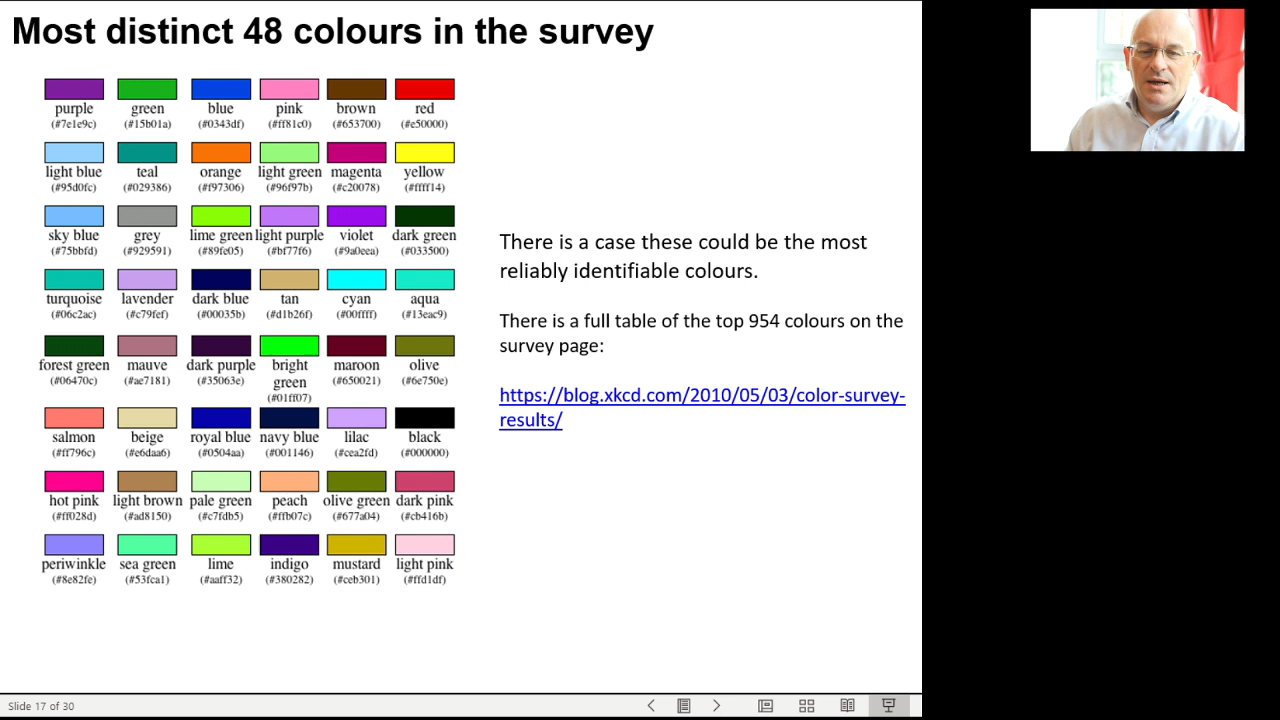 Most distinct 48 colours in the survey
purple green blue pink brown red
(#7e1e9c) (#15b01a) (#0343df) (#ff81c0) (#653700) (#e50000)
light blue teal orange light green magenta yellow
(#95d0fc) (#029386) (#f97306) (#96f97b) (#c20078) (#ffff14)
sky blue grey lime green light purple violet dark green
(#75bbfd) (#929591) (#89fe05) (#bf77f6) (#9a0eea) (#033500)
turquoise lavender dark blue tan cyan aqua
(#06c2ac) (#c79fef) (#00035b) (#d1b26f) (#00ffff) (#13eac9)
forest green mauve dark purple bright green maroon olive
(#06470c) (#ae7181) (#35063e) (#01ff07) (#650021) (#6e750e)
salmon beige royal blue navy blue lilac black
(#ff796c) (#e6daa6) (#0504aa) (#001146) (#cea2fd) (#000000)
hot pink light brown pale green peach olive green dark pink
(#ff028d) (#ad8150) (#c7fdb5) (#ffb07c) (#677a04) (#cb416b)
periwinkle sea green lime indigo mustard light pink
(#8e82fe) (#53fca1) (#aaff32) (#380282) (#ceb301) (#ffd1df)
There is a case these could be the most
reliably identifiable colours.
There is a full table of the top 954 colours on the
survey page:
https://blog.xkcd.com/2010/05/03/color-survey-
results/
Slide 17 of 30